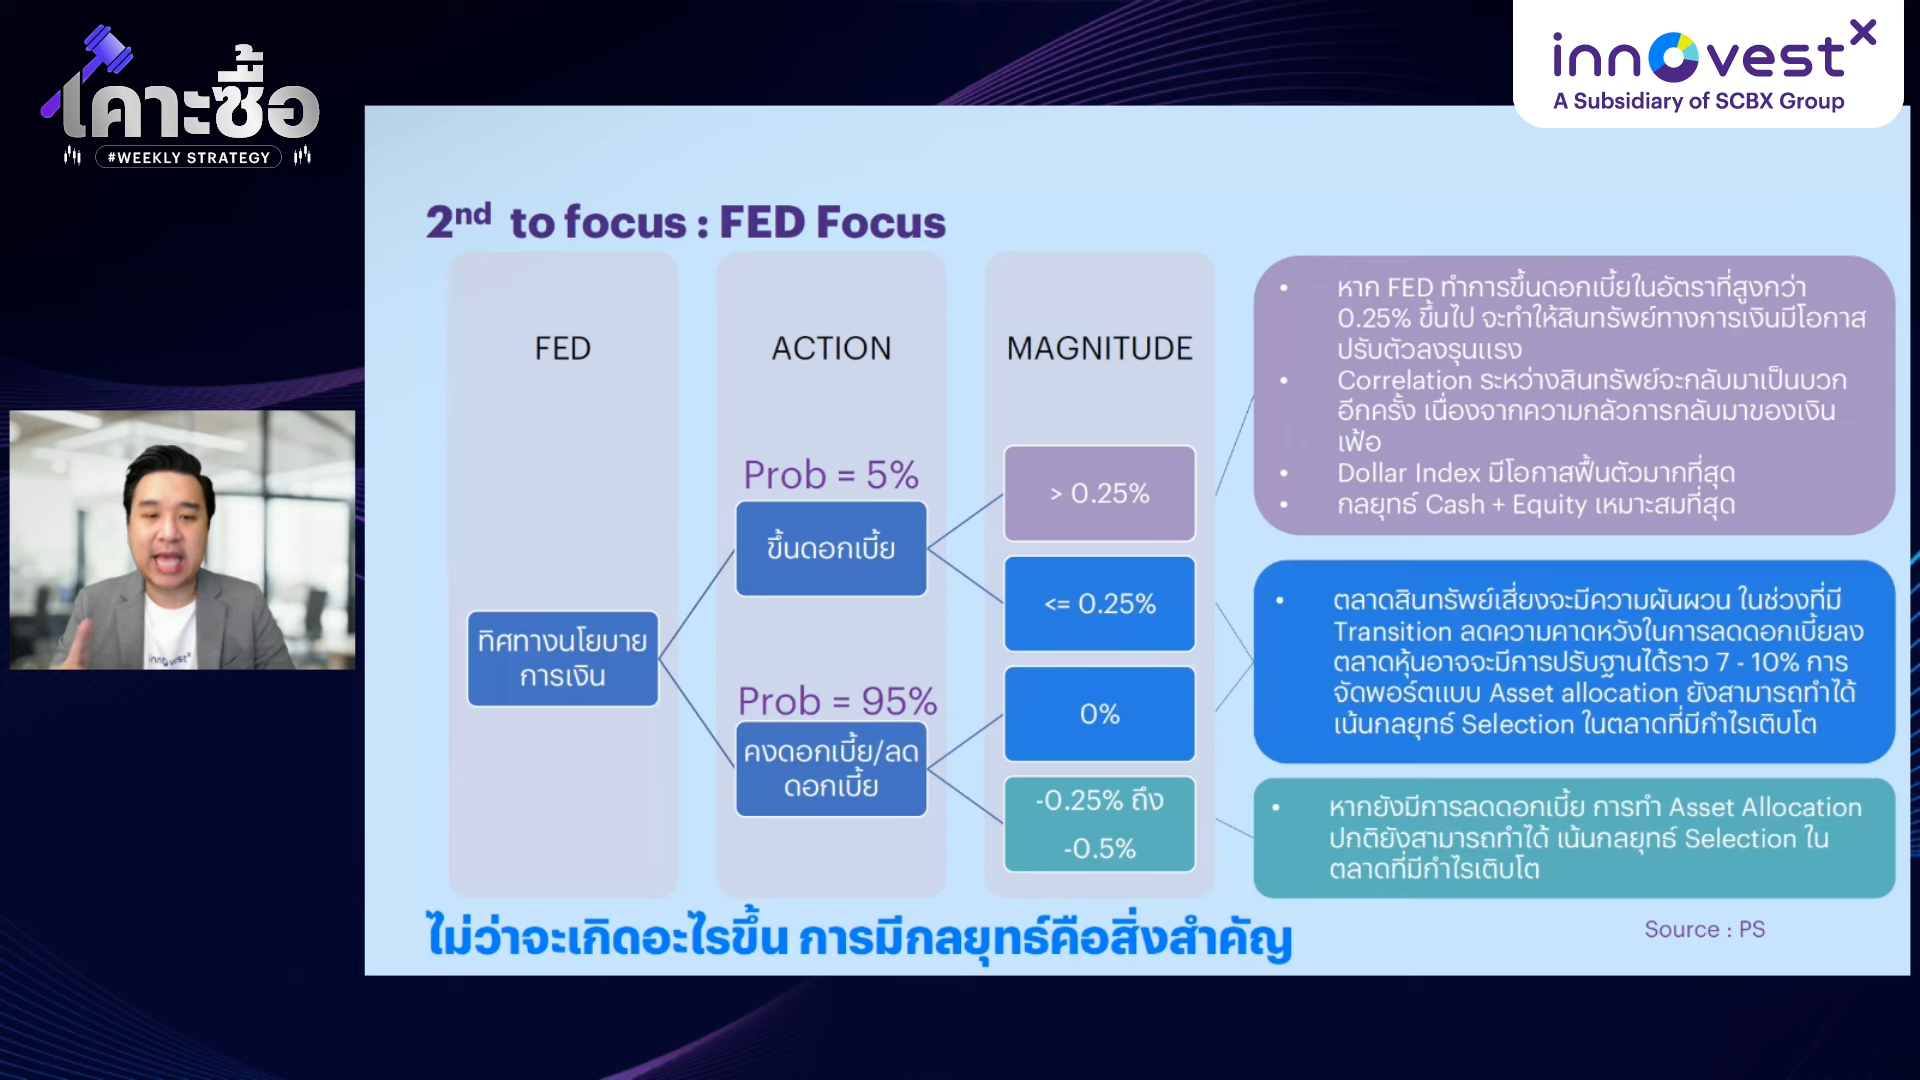 เคาะซื้อ
#WEEKLY STRATEGY
innovestx
A Subsidiary of SCBX Group
2nd to focus : FED Focus
FED
ACTION
MAGNITUDE
ทิศทางนโยบาย
การเงิน
Prob = 5%
ขึ้นดอกเบี้ย
Prob = 95%
คงดอกเบี้ย/ลด
ดอกเบี้ย
> 0.25%
<= 0.25%
0%
-0.25% ถึง
-0.5%
• หาก FED ทำการขึ้นดอกเบี้ยในอัตราที่สูงกว่า
0.25% ขึ้นไป จะทำให้สินทรัพย์ทางการเงินมีโอกาส
ปรับตัวลงรุนแรง
• Correlation ระหว่างสินทรัพย์จะกลับมาเป็นบวก
อีกครั้ง เนื่องจากความกลัวการกลับมาของเงิน
เฟ้อ
• Dollar Index มีโอกาสฟื้นตัวมากที่สุด
• กลยุทธ์ Cash + Equity เหมาะสมที่สุด
• ตลาดสินทรัพย์เสี่ยงจะมีความผันผวน ในช่วงที่มี
Transition ลดความคาดหวังในการลดดอกเบี้ยลง
ตลาดหุ้นอาจจะมีการปรับฐานได้ราว 7 - 10% การ
จัดพอร์ตแบบ Asset allocation ยังสามารถทำได้
เน้นกลยุทธ์ Selection ในตลาดที่มีกำไรเติบโต
• หากยังมีการลดดอกเบี้ย การทำ Asset Allocation
ปกติยังสามารถทำได้ เน้นกลยุทธ์ Selection ใน
ตลาดที่มีกำไรเติบโต
ไม่ว่าจะเกิดอะไรขึ้น การมีกลยุทธ์คือสิ่งสำคัญ
Source : PS
innovestx